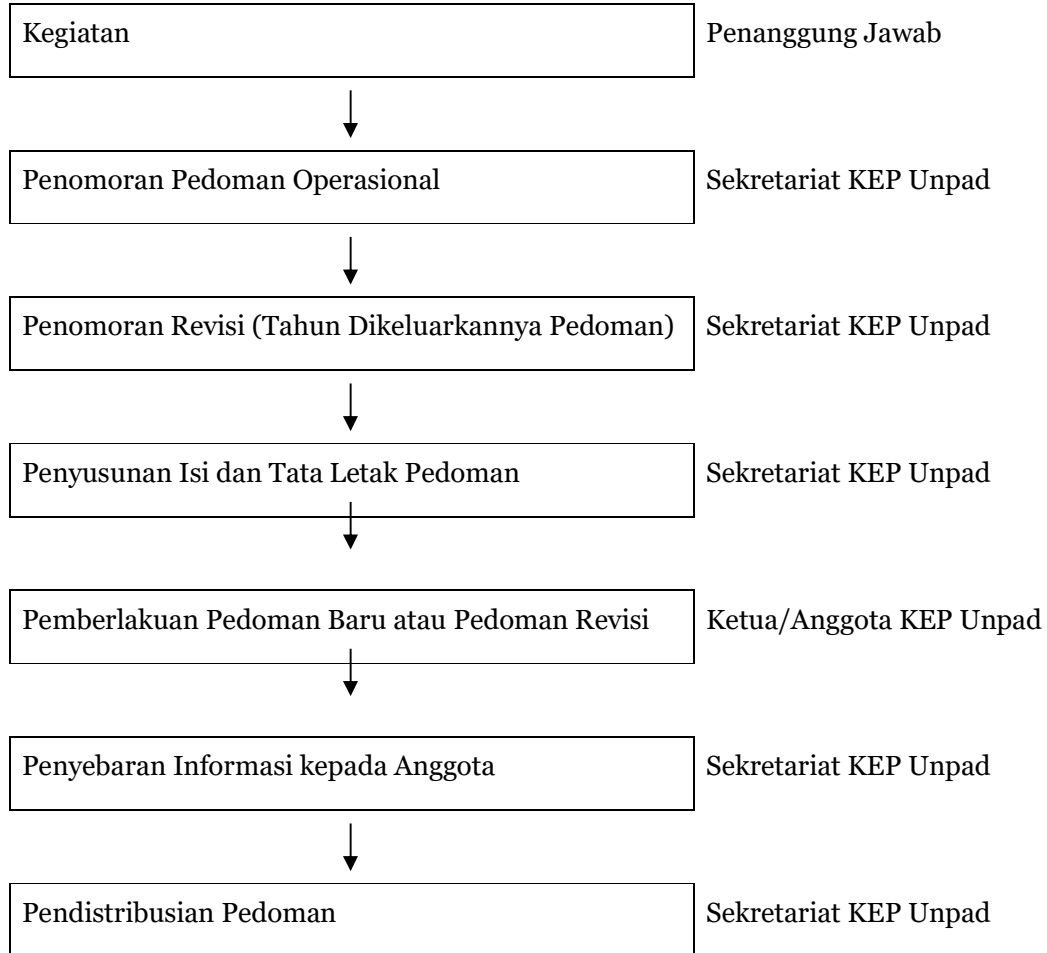 Kegiatan Penanggung Jawab
Penomoran Pedoman Operasional Sekretariat KEP Unpad
Penomoran Revisi (Tahun Dikeluarkannya Pedoman) Sekretariat KEP Unpad
Penyusunan Isi dan Tata Letak Pedoman Sekretariat KEP Unpad
Pemberlakuan Pedoman Baru atau Pedoman Revisi Ketua/Anggota KEP Unpad
Penyebaran Informasi kepada Anggota Sekretariat KEP Unpad
Pendistribusian Pedoman Sekretariat KEP Unpad